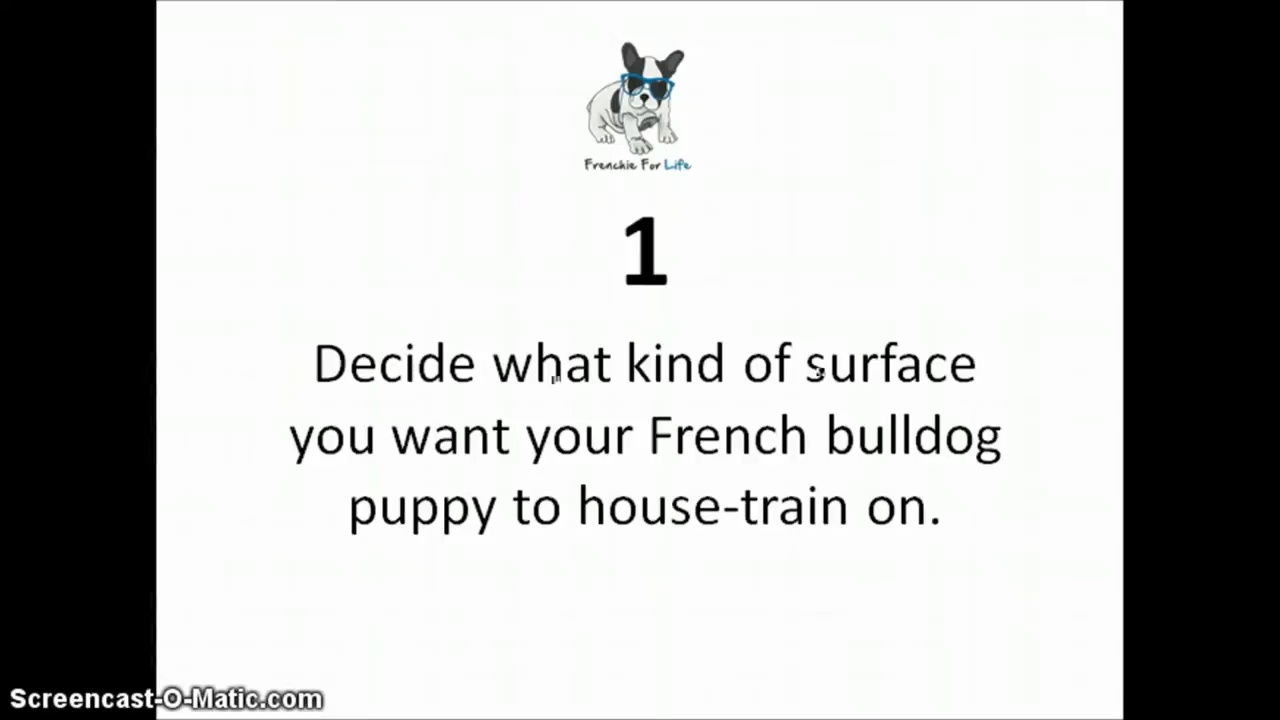 Frenchie For Life
1
Decide what kind of surface
you want your French bulldog
puppy to house-train on.
Screencast-O-Matic.com